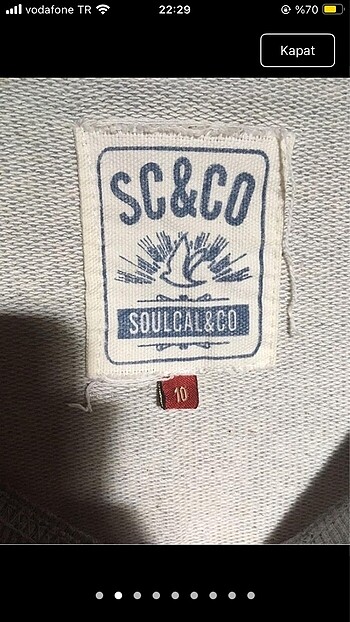 vodafone TR
22:29
%70
Kapat
SC&CO
SOULCAL&CO
10